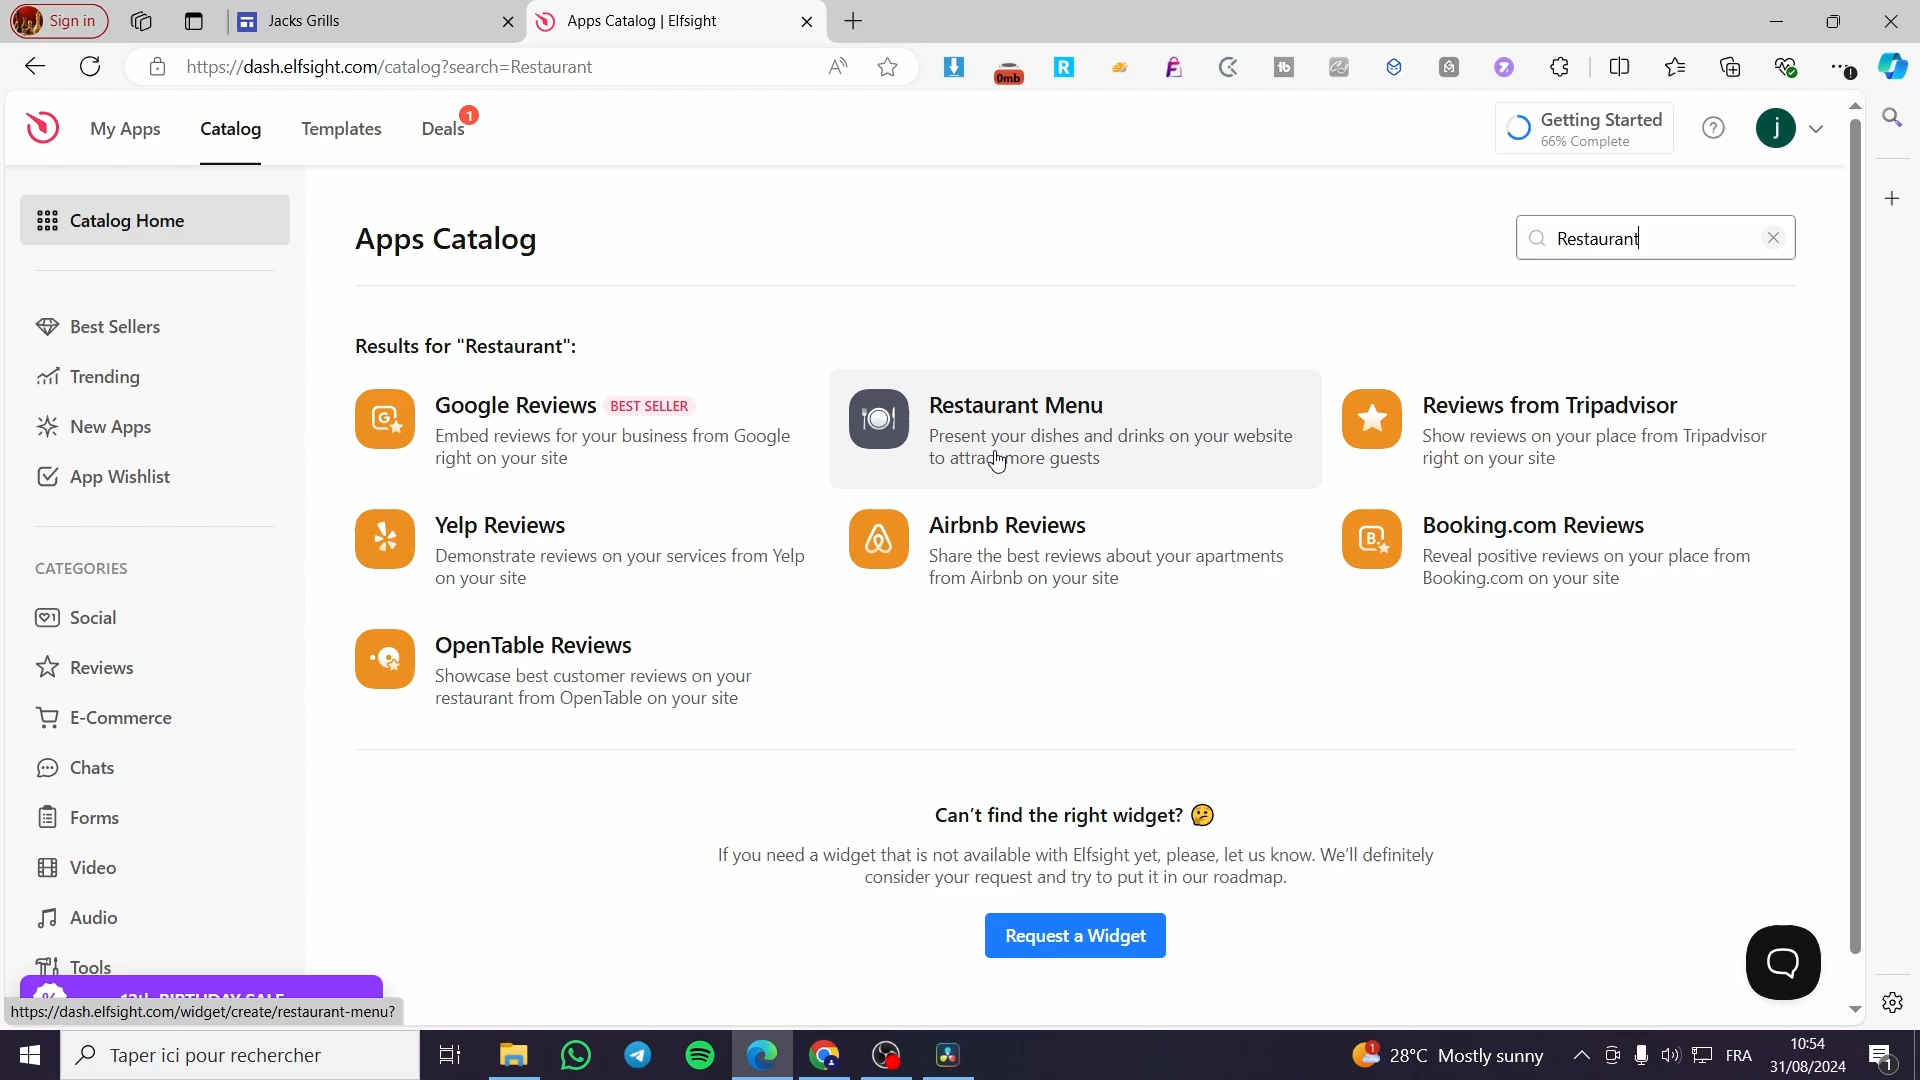 Sign in
Jacks Grills
Apps Catalog | Elfsight
https://dash.elfsight.com/catalog?search=Restaurant
0mb
My Apps
Catalog
Templates
Deals
1
Getting Started
66% Complete
j
Catalog Home
Best Sellers
Trending
New Apps
App Wishlist
CATEGORIES
Social
Reviews
E-Commerce
Chats
Forms
Video
Audio
Tools
https://dash.elfsight.com/widget/create/restaurant-menu?
Apps Catalog
Restaurant
Results for "Restaurant":
Google Reviews BEST SELLER
Embed reviews for your business from Google
right on your site
Restaurant Menu
Present your dishes and drinks on your website
to attract more guests
Reviews from Tripadvisor
Show reviews on your place from Tripadvisor
right on your site
Yelp Reviews
Demonstrate reviews on your services from Yelp
on your site
Airbnb Reviews
Share the best reviews about your apartments
from Airbnb on your site
Booking.com Reviews
Reveal positive reviews on your place from
Booking.com on your site
OpenTable Reviews
Showcase best customer reviews on your
restaurant from OpenTable on your site
Can't find the right widget? 🤔
If you need a widget that is not available with Elfsight yet, please, let us know. We'll definitely
consider your request and try to put it in our roadmap.
Request a Widget
Taper ici pour rechercher
1
28°C Mostly sunny
FRA
10:54
31/08/2024
1